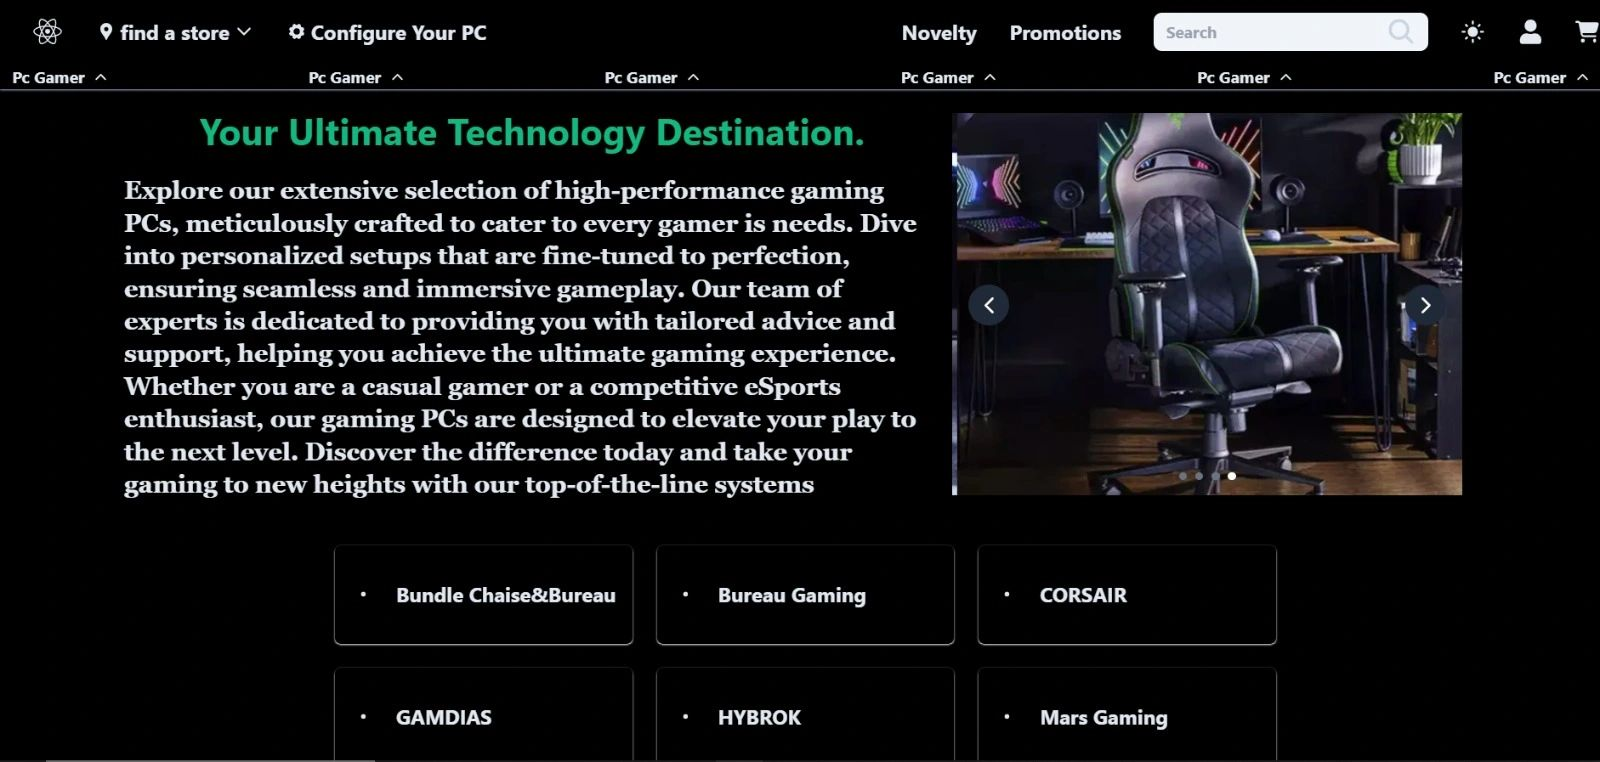 find a store
Configure Your PC
Novelty
Promotions
Search
Pc Gamer
Pc Gamer
Pc Gamer
Pc Gamer
Pc Gamer
Pc Gamer
Your Ultimate Technology Destination.
Explore our extensive selection of high-performance gaming
PCs, meticulously crafted to cater to every gamer is needs. Dive
into personalized setups that are fine-tuned to perfection,
ensuring seamless and immersive gameplay. Our team of
experts is dedicated to providing you with tailored advice and
support, helping you achieve the ultimate gaming experience.
Whether you are a casual gamer or a competitive eSports
enthusiast, our gaming PCs are designed to elevate your play to
the next level. Discover the difference today and take your
gaming to new heights with our top-of-the-line systems
• Bundle Chaise&Bureau
• Bureau Gaming
• CORSAIR
• GAMDIAS
• HYBROK
• Mars Gaming